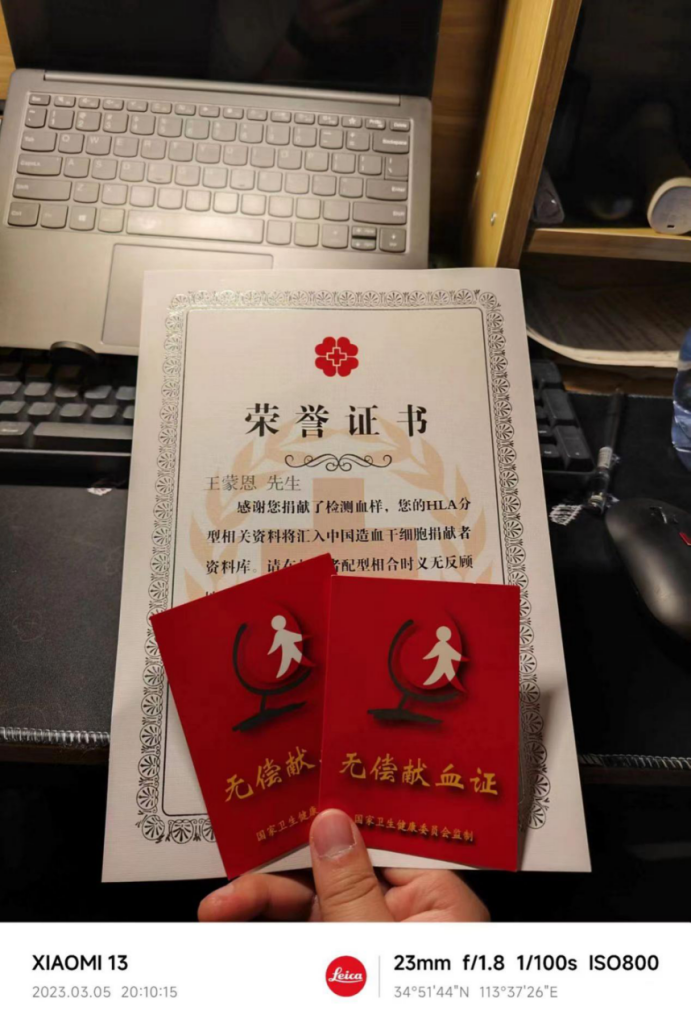 荣誉证书
王蒙恩 先生
感谢您捐献了检测血样，您的HLA分
型相关资料将汇入中国造血干细胞捐献者
资料库。请在 者配型相合时义无反顾
无偿献
国家卫生健康
无偿献血证
国家卫生健康委员会监制
XIAOMI 13
2023.03.05 20:10:15
Leica
23mm f/1.8 1/100s ISO800
34°51'44"N 113°37'26"E